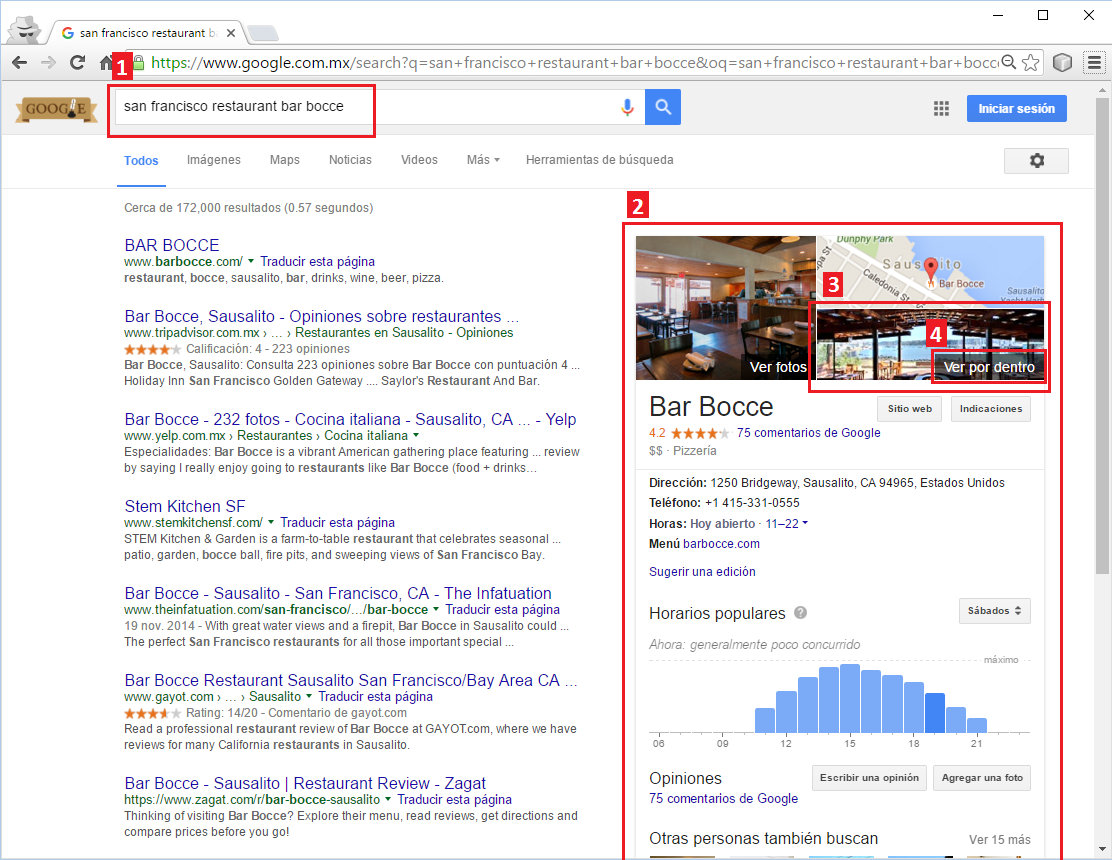 san francisco restaurant ba
1
https://www.google.com.mx/search?q=san+francisco+restaurant+bar+bocce&oq=san+francisco+restaurant+bar+bocc
GOOGLE
san francisco restaurant bar bocce
Iniciar sesión
Todos
Imágenes
Maps
Noticias
Videos
Más
Herramientas de búsqueda
Cerca de 172,000 resultados (0.57 segundos)
BAR BOCCE
www.barbocce.com/ Traducir esta página
restaurant, bocce, sausalito, bar, drinks, wine, beer, pizza.
Bar Bocce, Sausalito - Opiniones sobre restaurantes ...
www.tripadvisor.com.mx › ... › Restaurantes en Sausalito - Opiniones
Calificación: 4 - 223 opiniones
Bar Bocce, Sausalito: Consulta 223 opiniones sobre Bar Bocce con puntuación 4 ...
Holiday Inn San Francisco Golden Gateway .... Saylor's Restaurant And Bar.
Bar Bocce - 232 fotos - Cocina italiana - Sausalito, CA ... - Yelp
www.yelp.com.mx › Restaurantes › Cocina italiana
Especialidades: Bar Bocce is a vibrant American gathering place featuring ... review
by saying I really enjoy going to restaurants like Bar Bocce (food + drinks…
Stem Kitchen SF
www.stemkitchensf.com/ Traducir esta página
STEM Kitchen & Garden is a farm-to-table restaurant that celebrates seasonal ...
patio, garden, bocce ball, fire pits, and sweeping views of San Francisco Bay.
Bar Bocce - Sausalito - San Francisco, CA - The Infatuation
www.theinfatuation.com/san-francisco/…/bar-bocce Traducir esta página
19 nov. 2014 - With great water views and a firepit, Bar Bocce in Sausalito could ...
The perfect San Francisco restaurants for all those important special ...
Bar Bocce Restaurant Sausalito San Francisco/Bay Area CA ...
www.gayot.com › ... › Sausalito Traducir esta página
Rating: 14/20 - Comentario de gayot.com
Read a professional restaurant review of Bar Bocce at GAYOT.com, where we have
reviews for many California restaurants in Sausalito.
Bar Bocce - Sausalito | Restaurant Review - Zagat
https://www.zagat.com/r/bar-bocce-sausalito Traducir esta página
Thinking of visiting Bar Bocce? Explore their menu, read reviews, get directions and
compare prices before you go!
2
Dunphy Park
Sausalito
Caledonia St
Bar Bocce
Sausalito
Yacht Harb
3
4
Ver fotos
Ver por dentro
Bar Bocce
Sitio web
Indicaciones
4.2 75 comentarios de Google
$$ · Pizzería
Dirección: 1250 Bridgeway, Sausalito, CA 94965, Estados Unidos
Teléfono: +1 415-331-0555
Horas: Hoy abierto · 11–22
Menú barbocce.com
Sugerir una edición
Horarios populares
?
Sábados
Ahora: generalmente poco concurrido
máximo
06 09 12 15 18 21
Opiniones
Escribir una opinión
Agregar una foto
75 comentarios de Google
Otras personas también buscan
Ver 15 más